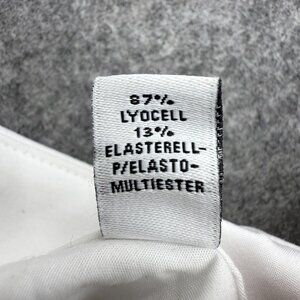 87%
LYOCELL
13%
ELASTERELL-
P/ELASTO-
MULTIESTER